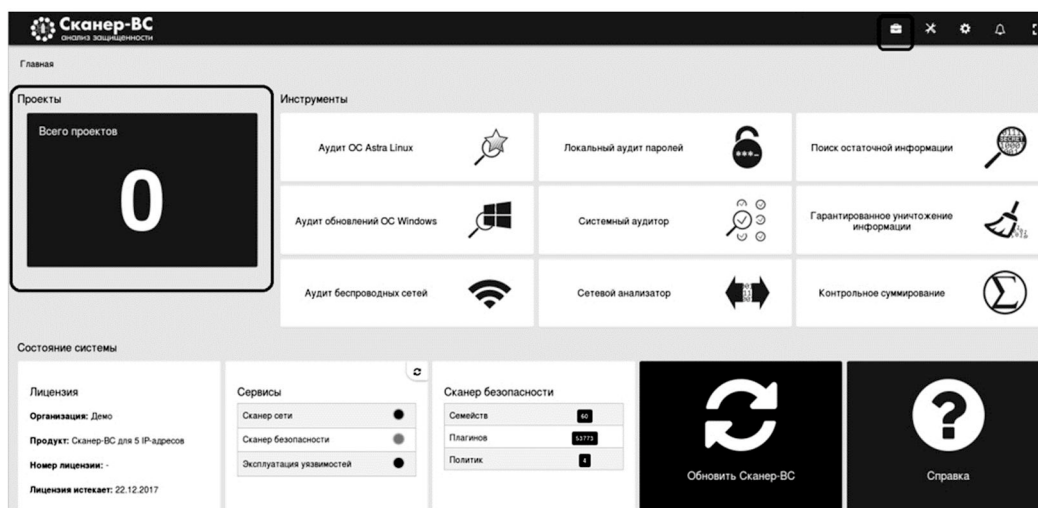 Сканер-ВС
анализ защищенности
Главная
Проекты
Всего проектов
0
Инструменты
Аудит ОС Astra Linux
Локальный аудит паролей
Поиск остаточной информации
Аудит обновлений ОС Windows
Системный аудитор
Гарантированное уничтожение
информации
Аудит беспроводных сетей
Сетевой анализатор
Контрольное суммирование
Состояние системы
Лицензия
Организация: Демо
Продукт: Сканер-ВС для 5 IP-адресов
Номер лицензии: -
Лицензия истекает: 22.12.2017
Сервисы
Сканер сети
Сканер безопасности
Эксплуатация уязвимостей
Сканер безопасности
Семейств 60
Плагинов 53773
Политик 4
Обновить Сканер-ВС
Справка